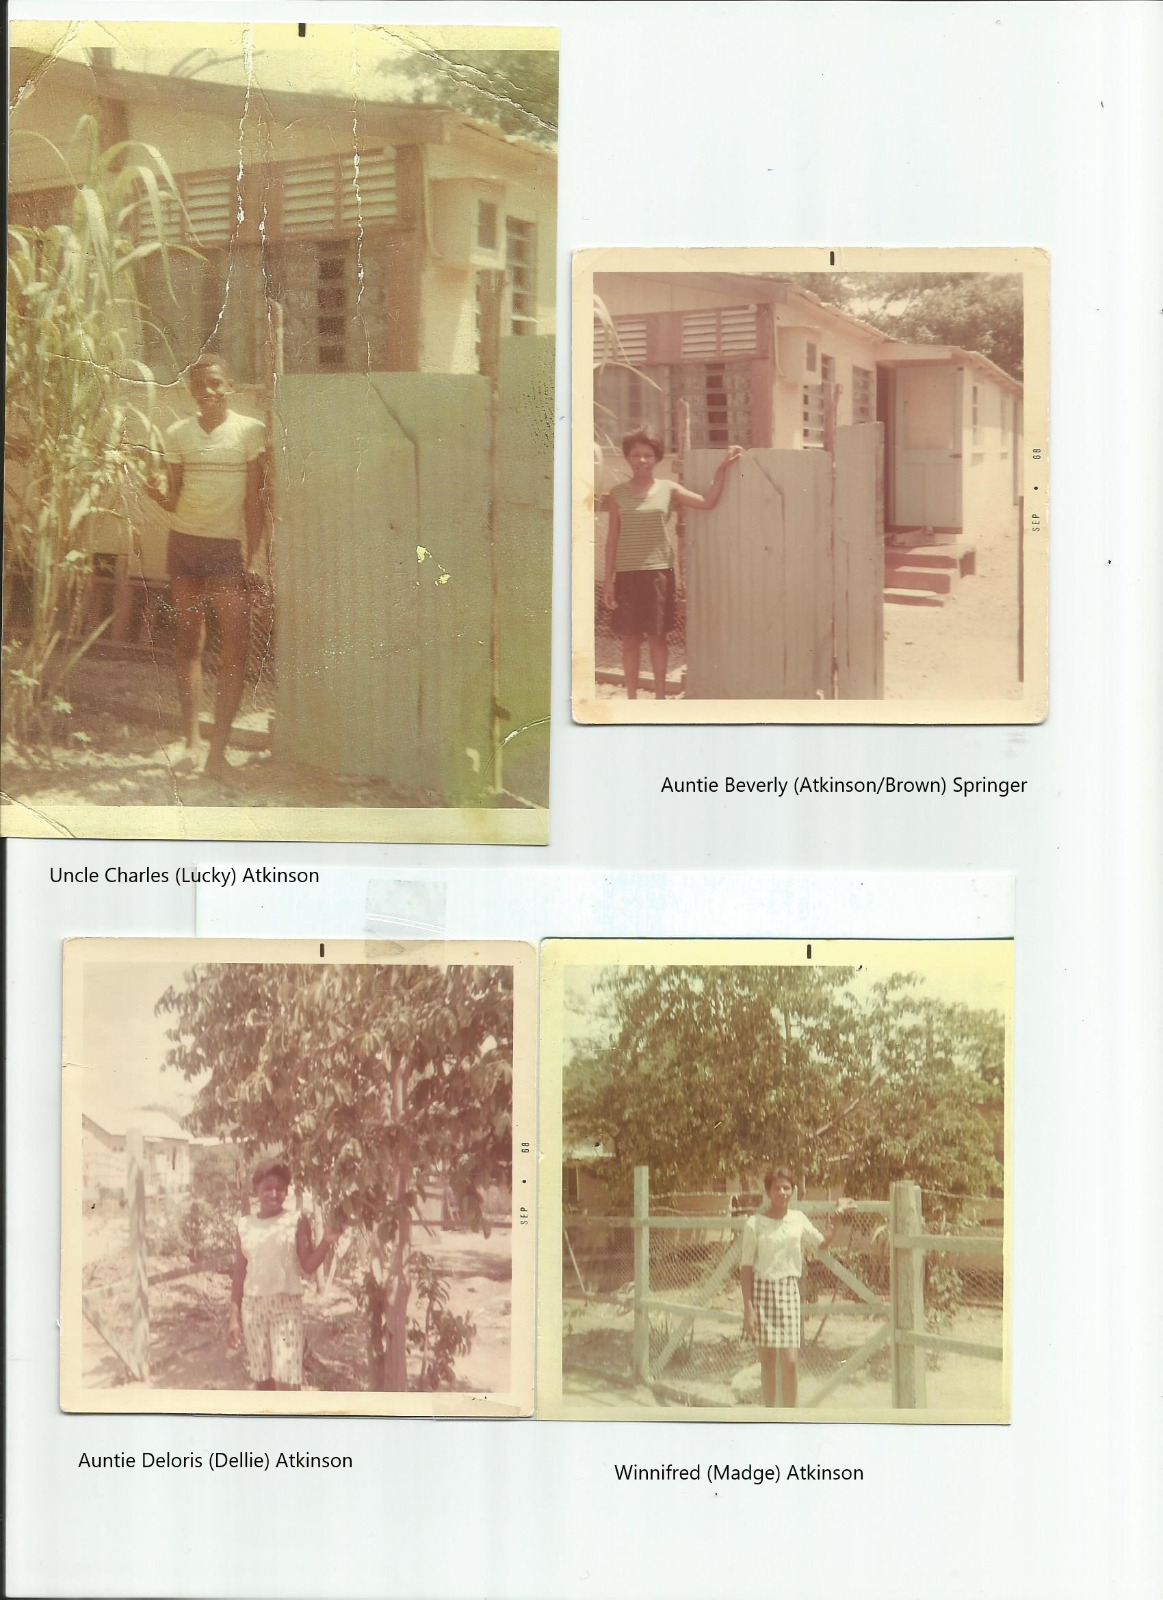 SEP • 68
Auntie Beverly (Atkinson/Brown) Springer
Uncle Charles (Lucky) Atkinson
SEP • 68
Auntie Deloris (Dellie) Atkinson
Winnifred (Madge) Atkinson